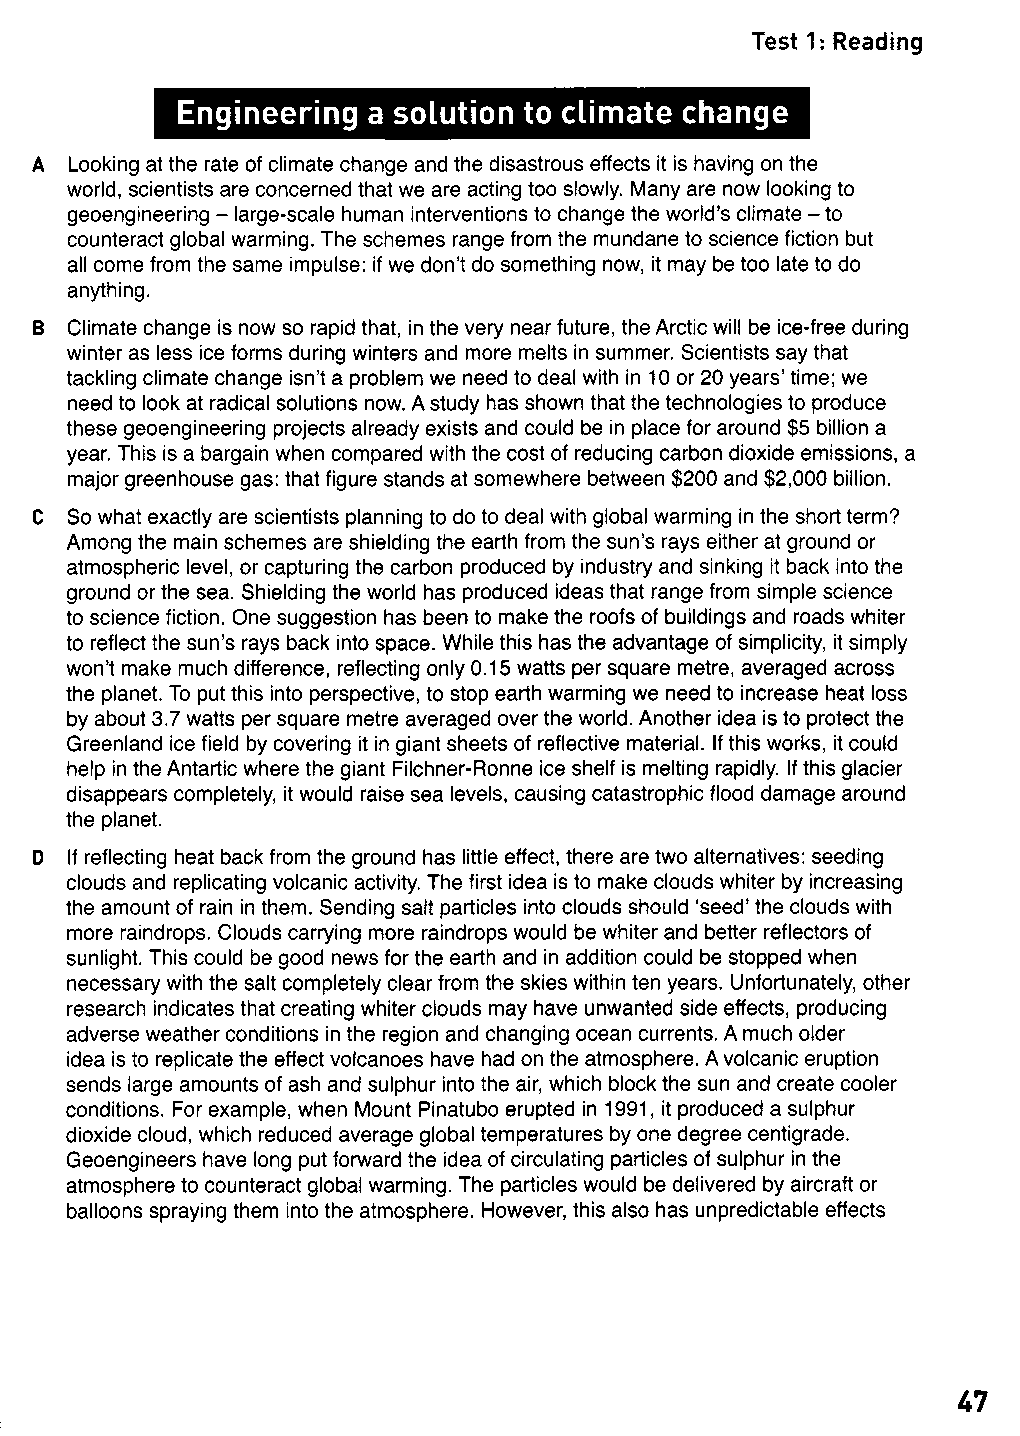 Test 1: Reading
Engineering a solution to climate change
A Looking at the rate of climate change and the disastrous effects it is having on the
world, scientists are concerned that we are acting too slowly. Many are now looking to
geoengineering – large-scale human interventions to change the world's climate – to
counteract global warming. The schemes range from the mundane to science fiction but
all come from the same impulse: if we don't do something now, it may be too late to do
anything.
B Climate change is now so rapid that, in the very near future, the Arctic will be ice-free during
winter as less ice forms during winters and more melts in summer. Scientists say that
tackling climate change isn't a problem we need to deal with in 10 or 20 years' time; we
need to look at radical solutions now. A study has shown that the technologies to produce
these geoengineering projects already exists and could be in place for around $5 billion a
year. This is a bargain when compared with the cost of reducing carbon dioxide emissions, a
major greenhouse gas: that figure stands at somewhere between $200 and $2,000 billion.
C So what exactly are scientists planning to do to deal with global warming in the short term?
Among the main schemes are shielding the earth from the sun's rays either at ground or
atmospheric level, or capturing the carbon produced by industry and sinking it back into the
ground or the sea. Shielding the world has produced ideas that range from simple science
to science fiction. One suggestion has been to make the roofs of buildings and roads whiter
to reflect the sun's rays back into space. While this has the advantage of simplicity, it simply
won't make much difference, reflecting only 0.15 watts per square metre, averaged across
the planet. To put this into perspective, to stop earth warming we need to increase heat loss
by about 3.7 watts per square metre averaged over the world. Another idea is to protect the
Greenland ice field by covering it in giant sheets of reflective material. If this works, it could
help in the Antartic where the giant Filchner-Ronne ice shelf is melting rapidly. If this glacier
disappears completely, it would raise sea levels, causing catastrophic flood damage around
the planet.
D If reflecting heat back from the ground has little effect, there are two alternatives: seeding
clouds and replicating volcanic activity. The first idea is to make clouds whiter by increasing
the amount of rain in them. Sending salt particles into clouds should 'seed' the clouds with
more raindrops. Clouds carrying more raindrops would be whiter and better reflectors of
sunlight. This could be good news for the earth and in addition could be stopped when
necessary with the salt completely clear from the skies within ten years. Unfortunately, other
research indicates that creating whiter clouds may have unwanted side effects, producing
adverse weather conditions in the region and changing ocean currents. A much older
idea is to replicate the effect volcanoes have had on the atmosphere. A volcanic eruption
sends large amounts of ash and sulphur into the air, which block the sun and create cooler
conditions. For example, when Mount Pinatubo erupted in 1991, it produced a sulphur
dioxide cloud, which reduced average global temperatures by one degree centigrade.
Geoengineers have long put forward the idea of circulating particles of sulphur in the
atmosphere to counteract global warming. The particles would be delivered by aircraft or
balloons spraying them into the atmosphere. However, this also has unpredictable effects
47